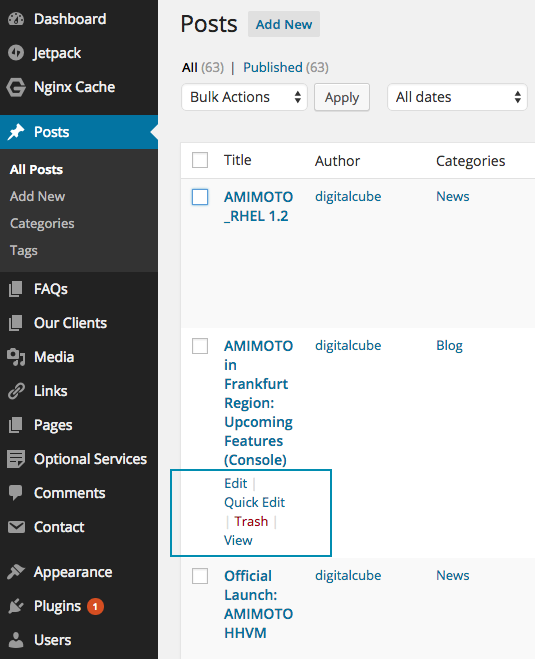 Dashboard
Jetpack
Nginx Cache
Posts
All Posts
Add New
Categories
Tags
FAQs
Our Clients
Media
Links
Pages
Optional Services
Comments
Contact
Appearance
Plugins 1
Users
Posts Add New
All (63) | Published (63)
Bulk Actions Apply All dates
Title Author Categories
AMIMOTO digitalcube News
_RHEL 1.2
AMIMOTO digitalcube Blog
in
Frankfurt
Region:
Upcoming
Features
(Console)
Edit |
Quick Edit
| Trash |
View
Official digitalcube News
Launch:
AMIMOTO
HHVM